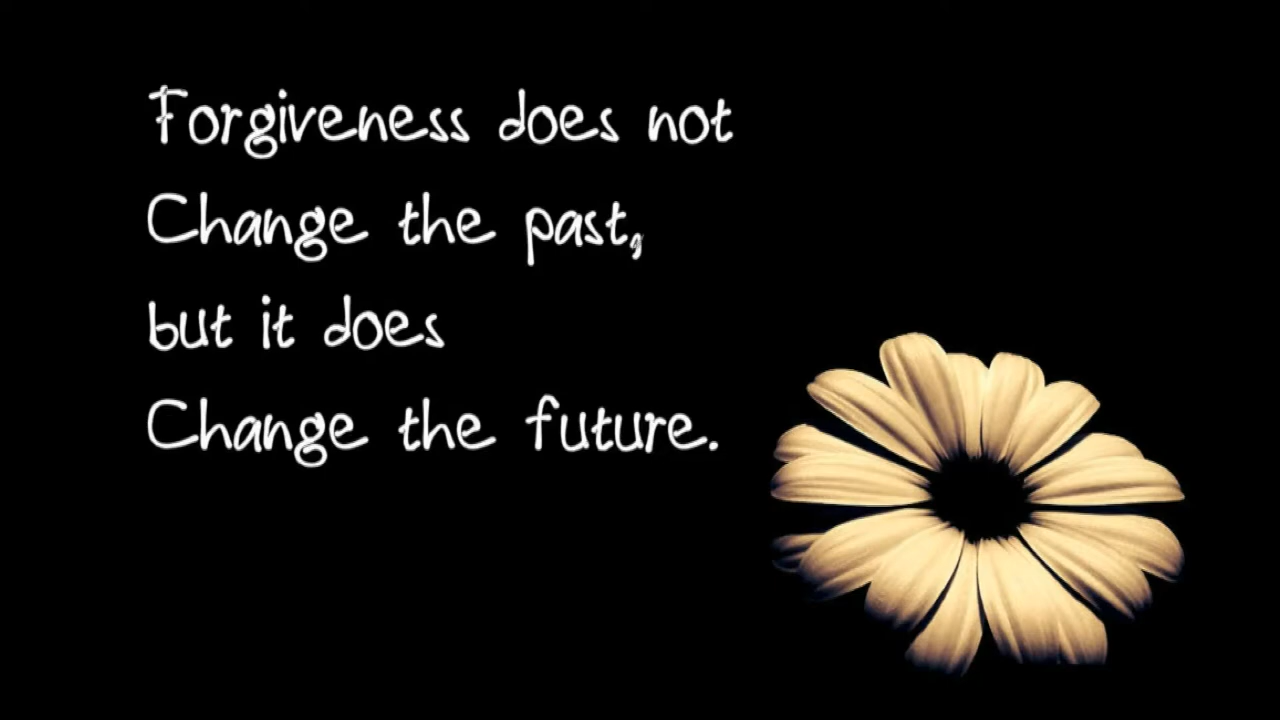 Forgiveness does not
Change the past,
but it does
Change the future.